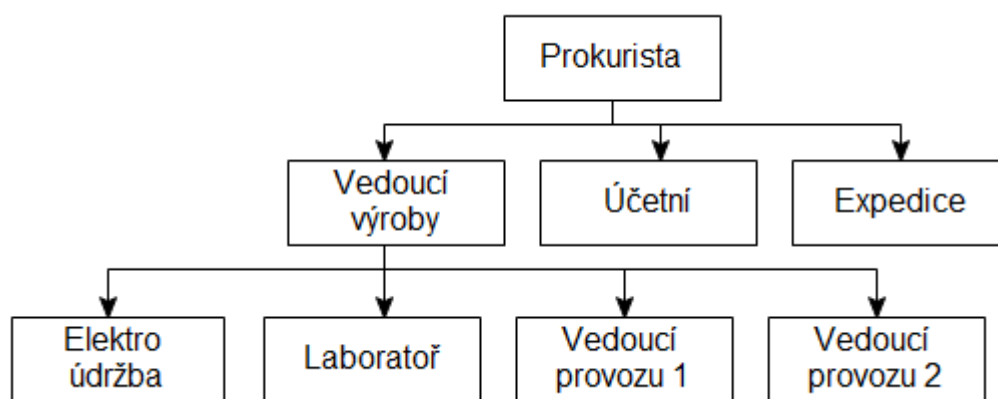 Prokurista
Vedoucí
výroby
Účetní
Expedice
Elektro
údržba
Laboratoř
Vedoucí
provozu 1
Vedoucí
provozu 2